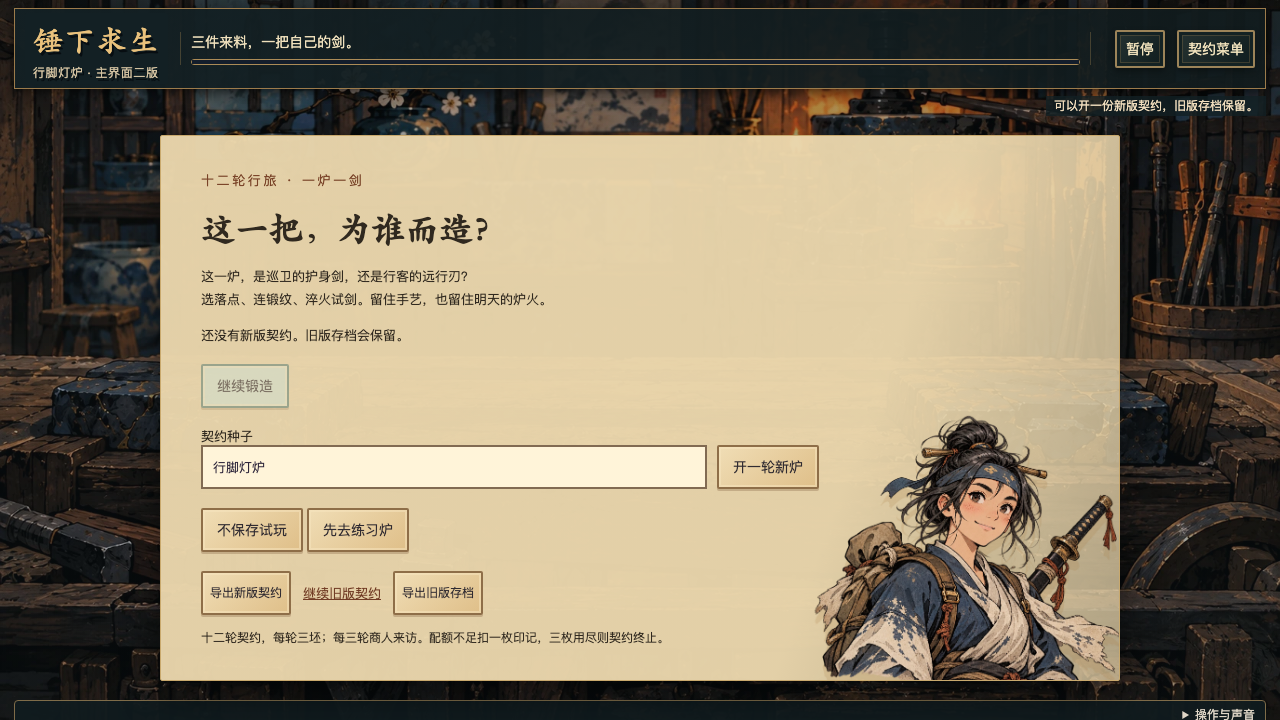 锤下求生
行脚灯炉 · 主界面二版
三件来料，一把自己的剑。
暂停
契约菜单
可以开一份新版契约，旧版存档保留。
十二轮行旅 · 一炉一剑
这一把，为谁而造？
这一炉，是巡卫的护身剑，还是行客的远行刃？
选落点、连锻纹、淬火试剑。留住手艺，也留住明天的炉火。
还没有新版契约。旧版存档会保留。
继续锻造
契约种子
行脚灯炉
开一轮新炉
不保存试玩
先去练习炉
导出新版契约
继续旧版契约
导出旧版存档
十二轮契约，每轮三坯；每三轮商人来访。配额不足扣一枚印记，三枚用尽则契约终止。
▶ 操作与声音